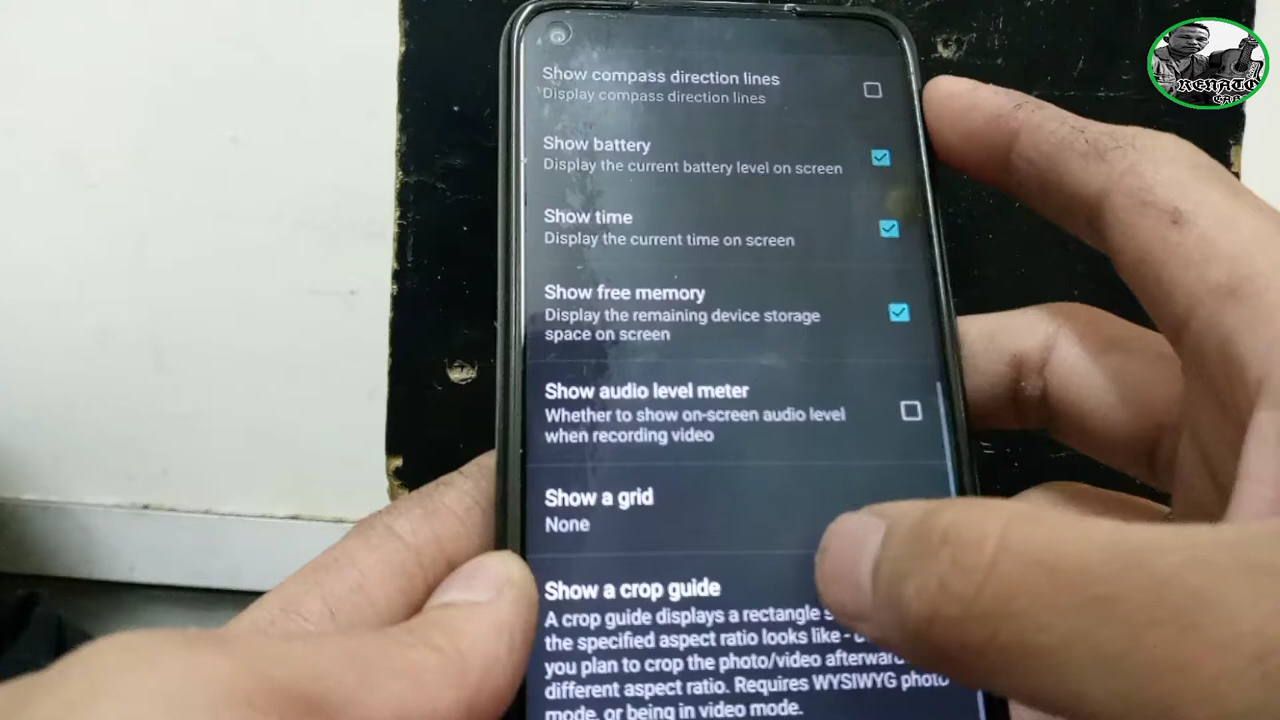 RENATO
CAB
Show compass direction lines
Display compass direction lines
Show battery
Display the current battery level on screen
Show time
Display the current time on screen
Show free memory
Display the remaining device storage
space on screen
Show audio level meter
Whether to show on-screen audio level
when recording video
Show a grid
None
Show a crop guide
A crop guide displays a rectangle
the specified aspect ratio looks like -
you plan to crop the photo/video afterward
different aspect ratio. Requires WYSIWYG photo
mode, or being in video mode.